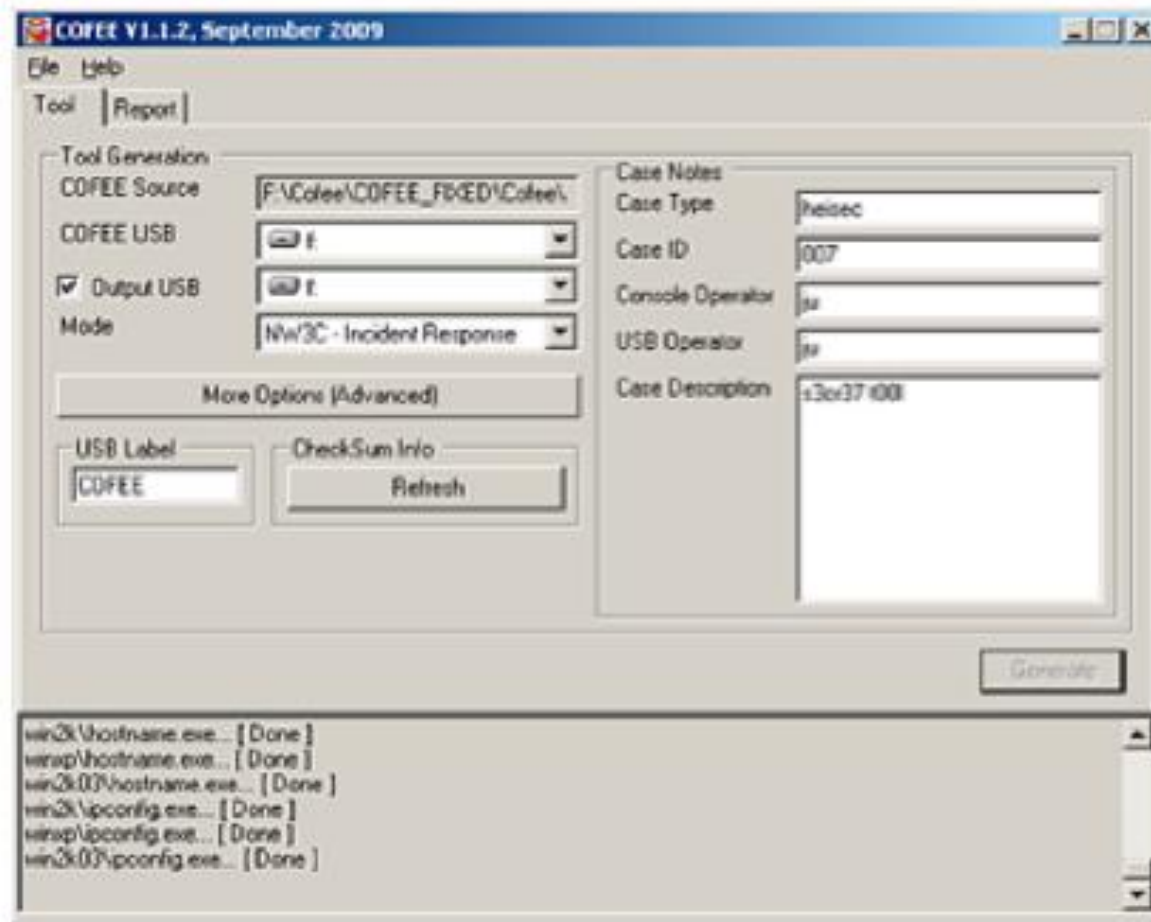 COFEE V1.1.2, September 2009
File Help
Tool Report
Tool Generation
COFEE Source F:\Cofee\COFEE_FIXED\Cofee\
COFEE USB f:
Output USB f:
Mode NW3C - Incident Response
More Options (Advanced)
USB Label
COFEE
CheckSum Info
Refresh
Case Notes
Case Type heisec
Case ID 007
Console Operator
USB Operator
Case Description
Generate
win2k\hostname.exe... [ Done ]
winxp\hostname.exe... [ Done ]
win2k03\hostname.exe... [ Done ]
win2k\ipconfig.exe... [ Done ]
winxp\ipconfig.exe... [ Done ]
win2k03\ipconfig.exe... [ Done ]